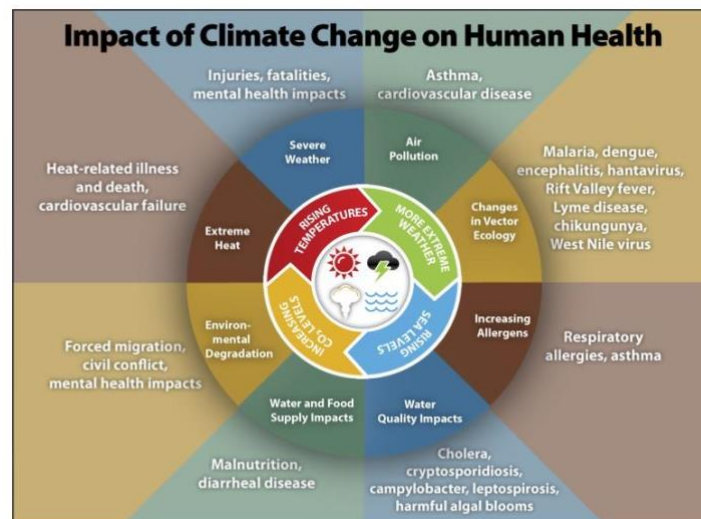 Impact of Climate Change on Human Health
Injuries, fatalities,
mental health impacts
Asthma,
cardiovascular disease
Severe
Weather
Air
Pollution
Heat-related illness
and death,
cardiovascular failure
Malaria, dengue,
encephalitis, hantavirus,
Rift Valley fever,
Lyme disease,
chikungunya,
West Nile virus
Extreme
Heat
RISING
TEMPERATURES
MORE EXTREME
WEATHER
Changes
in Vector
Ecology
Environ-
mental
Degradation
INCREASING
CO₂ LEVELS
RISING
SEA LEVELS
Increasing
Allergens
Forced migration,
civil conflict,
mental health impacts
Respiratory
allergies, asthma
Water and Food
Supply Impacts
Water
Quality Impacts
Malnutrition,
diarrheal disease
Cholera,
cryptosporidiosis,
campylobacter, leptospirosis,
harmful algal blooms